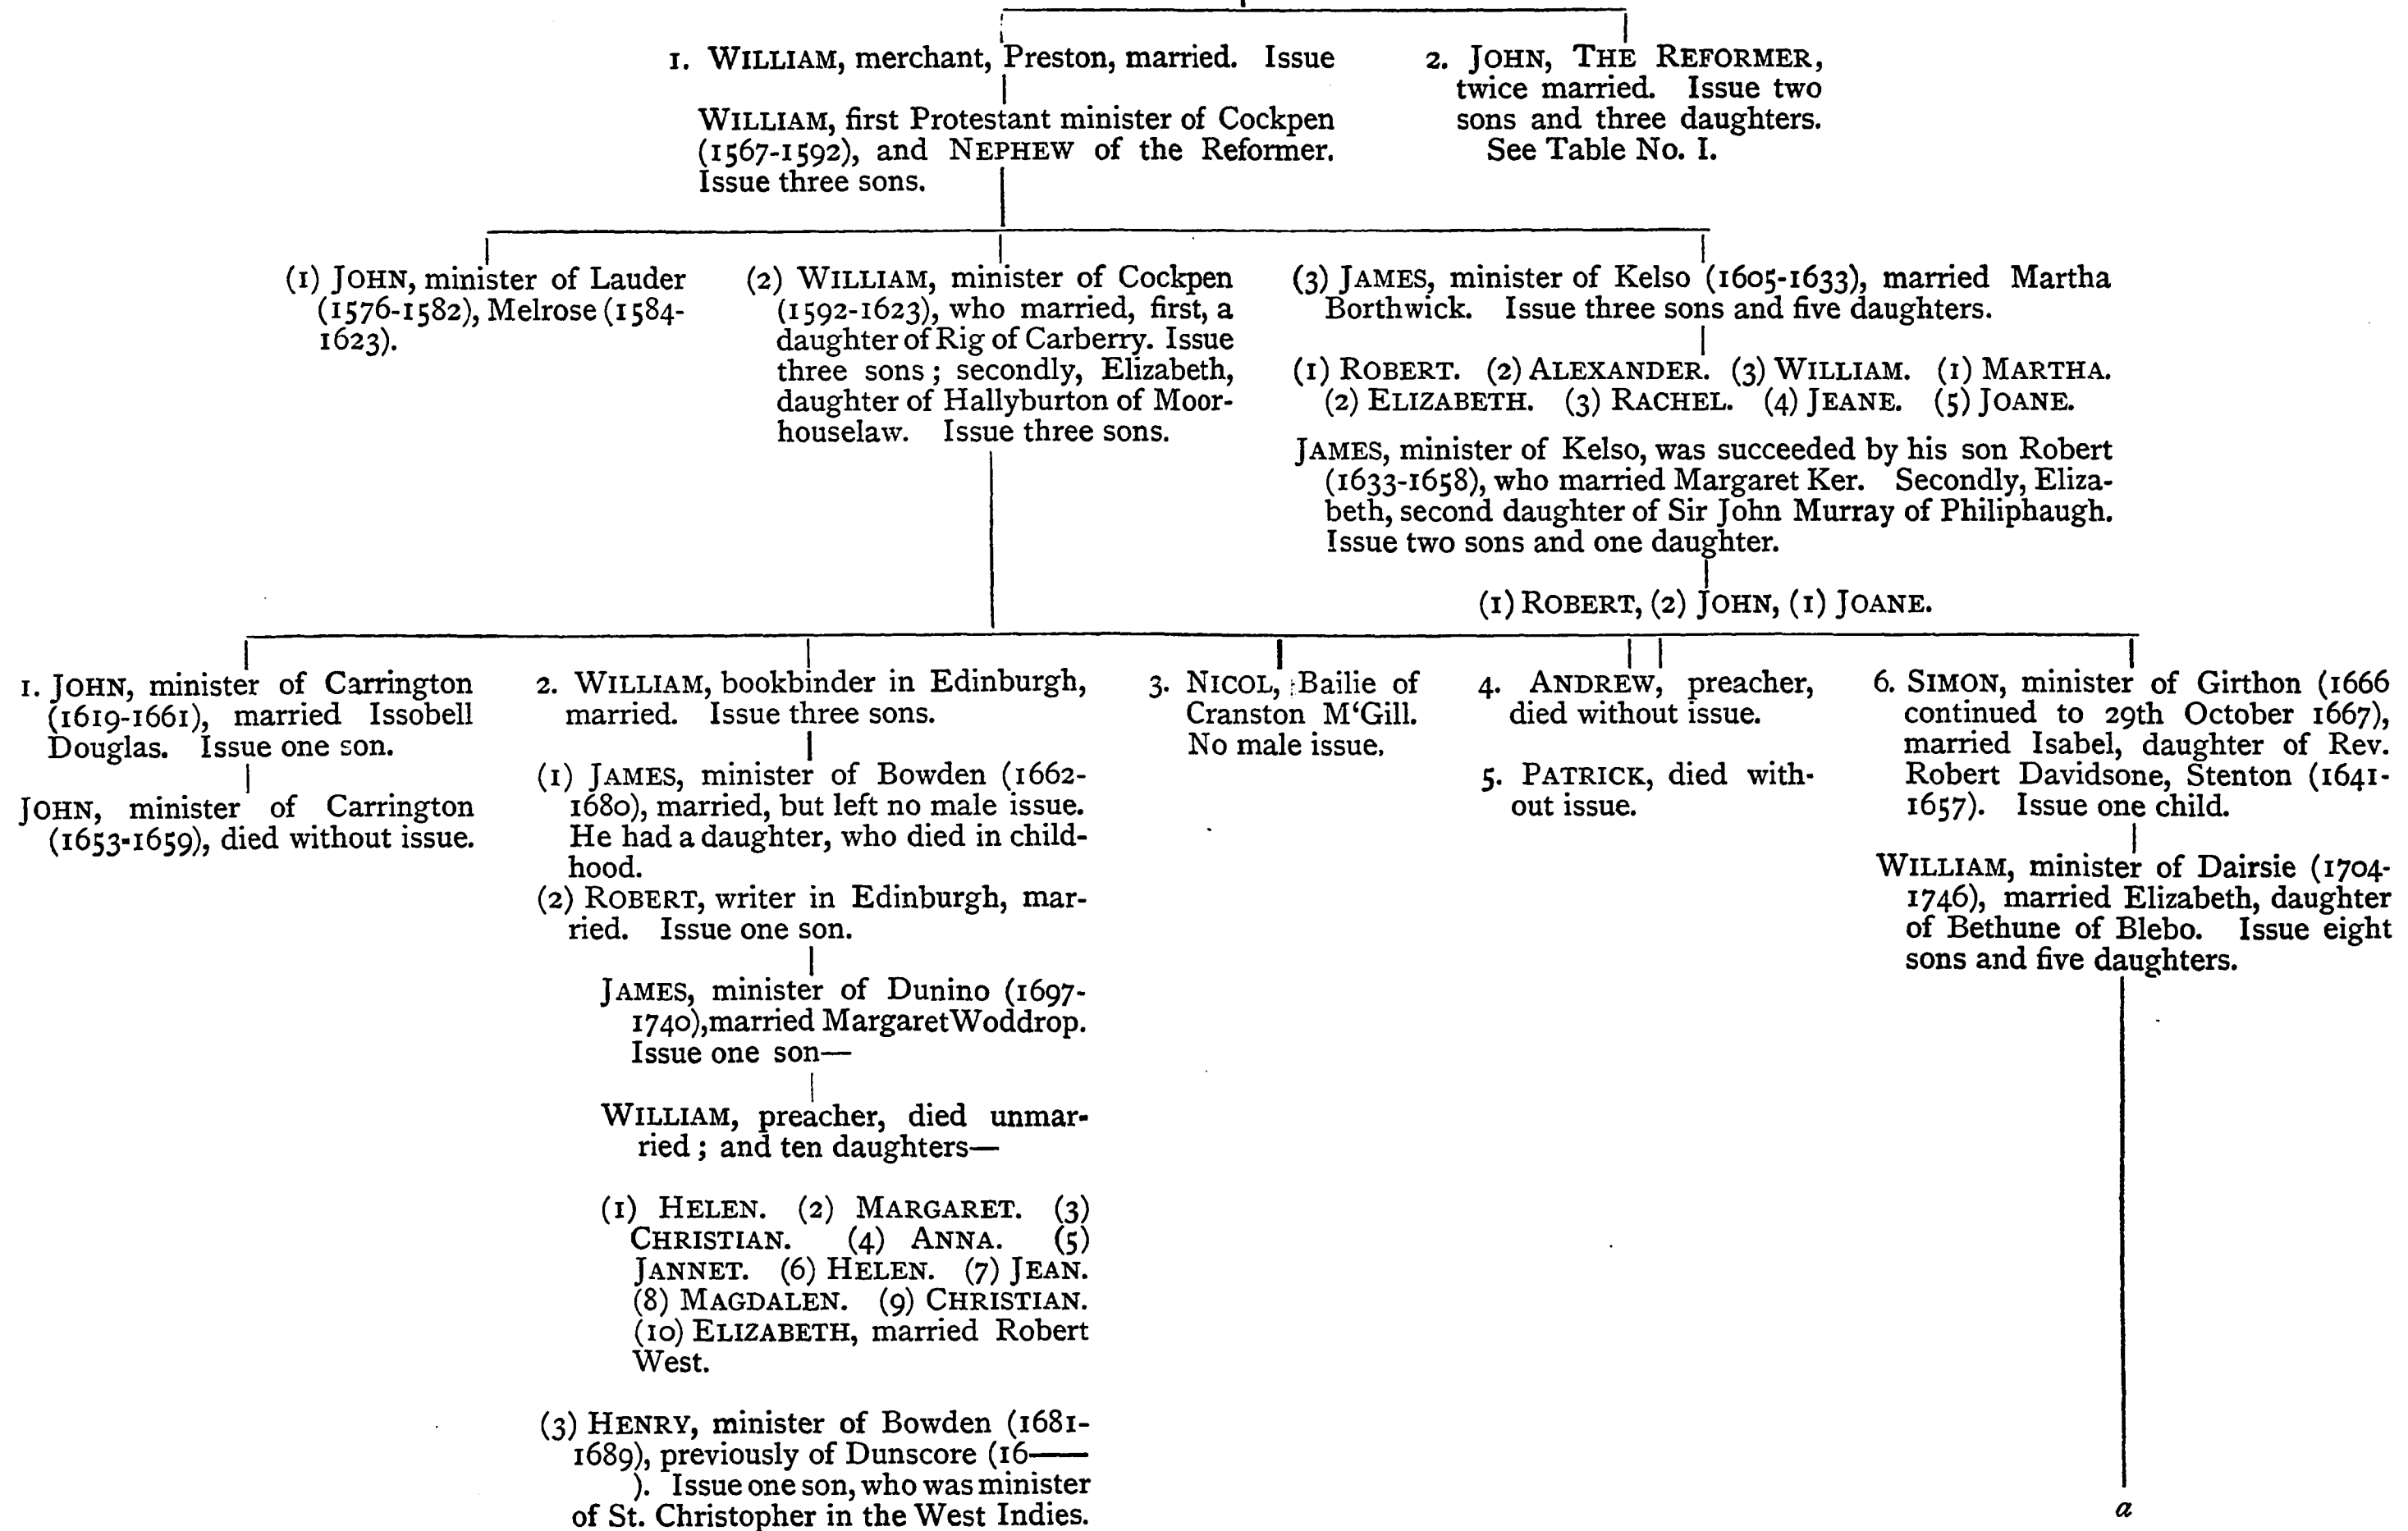 1. WILLIAM, merchant, Preston, married. Issue
WILLIAM, first Protestant minister of Cockpen
(1567-1592), and NEPHEW of the Reformer.
Issue three sons.
2. JOHN, THE REFORMER,
twice married. Issue two
sons and three daughters.
See Table No. I.
(1) JOHN, minister of Lauder
(1576-1582), Melrose (1584-
1623).
(2) WILLIAM, minister of Cockpen
(1592-1623), who married, first, a
daughter of Rig of Carberry. Issue
three sons; secondly, Elizabeth,
daughter of Hallyburton of Moor-
houselaw. Issue three sons.
(3) JAMES, minister of Kelso (1605-1633), married Martha
Borthwick. Issue three sons and five daughters.
(1) ROBERT. (2) ALEXANDER. (3) WILLIAM. (1) MARTHA.
(2) ELIZABETH. (3) RACHEL. (4) JEANE. (5) JOANE.
JAMES, minister of Kelso, was succeeded by his son Robert
(1633-1658), who married Margaret Ker. Secondly, Eliza-
beth, second daughter of Sir John Murray of Philiphaugh.
Issue two sons and one daughter.
(1) ROBERT, (2) JOHN, (1) JOANE.
1. JOHN, minister of Carrington
(1619-1661), married Issobell
Douglas. Issue one son.
JOHN, minister of Carrington
(1653-1659), died without issue.
2. WILLIAM, bookbinder in Edinburgh,
married. Issue three sons.
(1) JAMES, minister of Bowden (1662-
1680), married, but left no male issue.
He had a daughter, who died in child-
hood.
(2) ROBERT, writer in Edinburgh, mar-
ried. Issue one son.
JAMES, minister of Dunino (1697-
1740), married Margaret Woddrop.
Issue one son—
WILLIAM, preacher, died unmar-
ried; and ten daughters—
(1) HELEN. (2) MARGARET. (3)
CHRISTIAN. (4) ANNA. (5)
JANNET. (6) HELEN. (7) JEAN.
(8) MAGDALEN. (9) CHRISTIAN.
(10) ELIZABETH, married Robert
West.
(3) HENRY, minister of Bowden (1681-
1689), previously of Dunscore (16——
). Issue one son, who was minister
of St. Christopher in the West Indies.
3. NICOL, Bailie of
Cranston M‘Gill.
No male issue.
4. ANDREW, preacher,
died without issue.
5. PATRICK, died with-
out issue.
6. SIMON, minister of Girthon (1666
continued to 29th October 1667),
married Isabel, daughter of Rev.
Robert Davidsone, Stenton (1641-
1657). Issue one child.
WILLIAM, minister of Dairsie (1704-
1746), married Elizabeth, daughter
of Bethune of Blebo. Issue eight
sons and five daughters.
a